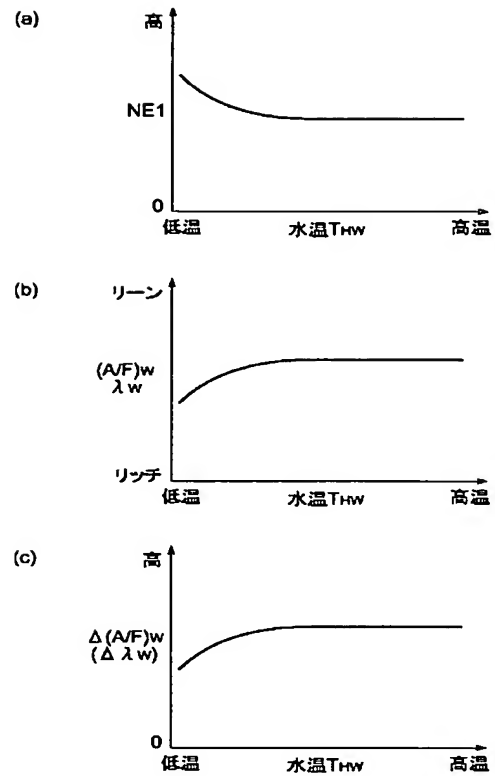 (a)
高
NE1
0
低温 水温THW 高温
(b)
リーン
(A/F)w
λw
リッチ
低温 水温THW 高温
(c)
高
Δ(A/F)w
(Δλw)
0
低温 水温THW 高温